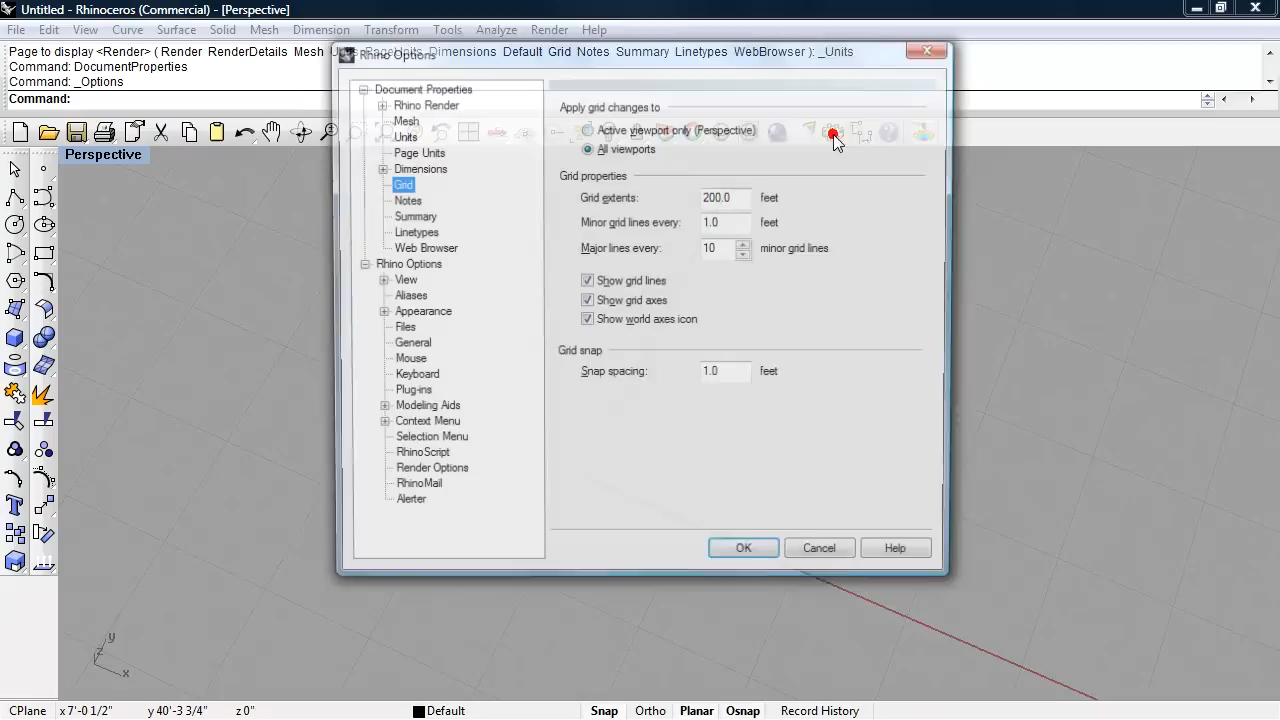 Untitled - Rhinoceros (Commercial) - [Perspective]
File Edit View Curve Surface Solid Mesh Dimension Transform Tools Analyze Render Help
Page to display <Render> ( Render RenderDetails Mesh Units PageUnits Dimensions Default Grid Notes Summary Linetypes WebBrowser ): _Units
Command: DocumentProperties
Command: _Options
Command:
Rhino Options
Perspective
Document Properties
Rhino Render
Mesh
Units
Page Units
Dimensions
Grid
Notes
Summary
Linetypes
Web Browser
Rhino Options
View
Aliases
Appearance
Files
General
Mouse
Keyboard
Plug-ins
Modeling Aids
Context Menu
Selection Menu
RhinoScript
Render Options
RhinoMail
Alerter
Apply grid changes to
Active viewport only (Perspective)
All viewports
Grid properties
Grid extents: 200.0 feet
Minor grid lines every: 1.0 feet
Major lines every: 10 minor grid lines
Show grid lines
Show grid axes
Show world axes icon
Grid snap
Snap spacing: 1.0 feet
OK Cancel Help
y
z
x
CPlane x 7'-0 1/2" y 40'-3 3/4" z 0" Default Snap Ortho Planar Osnap Record History